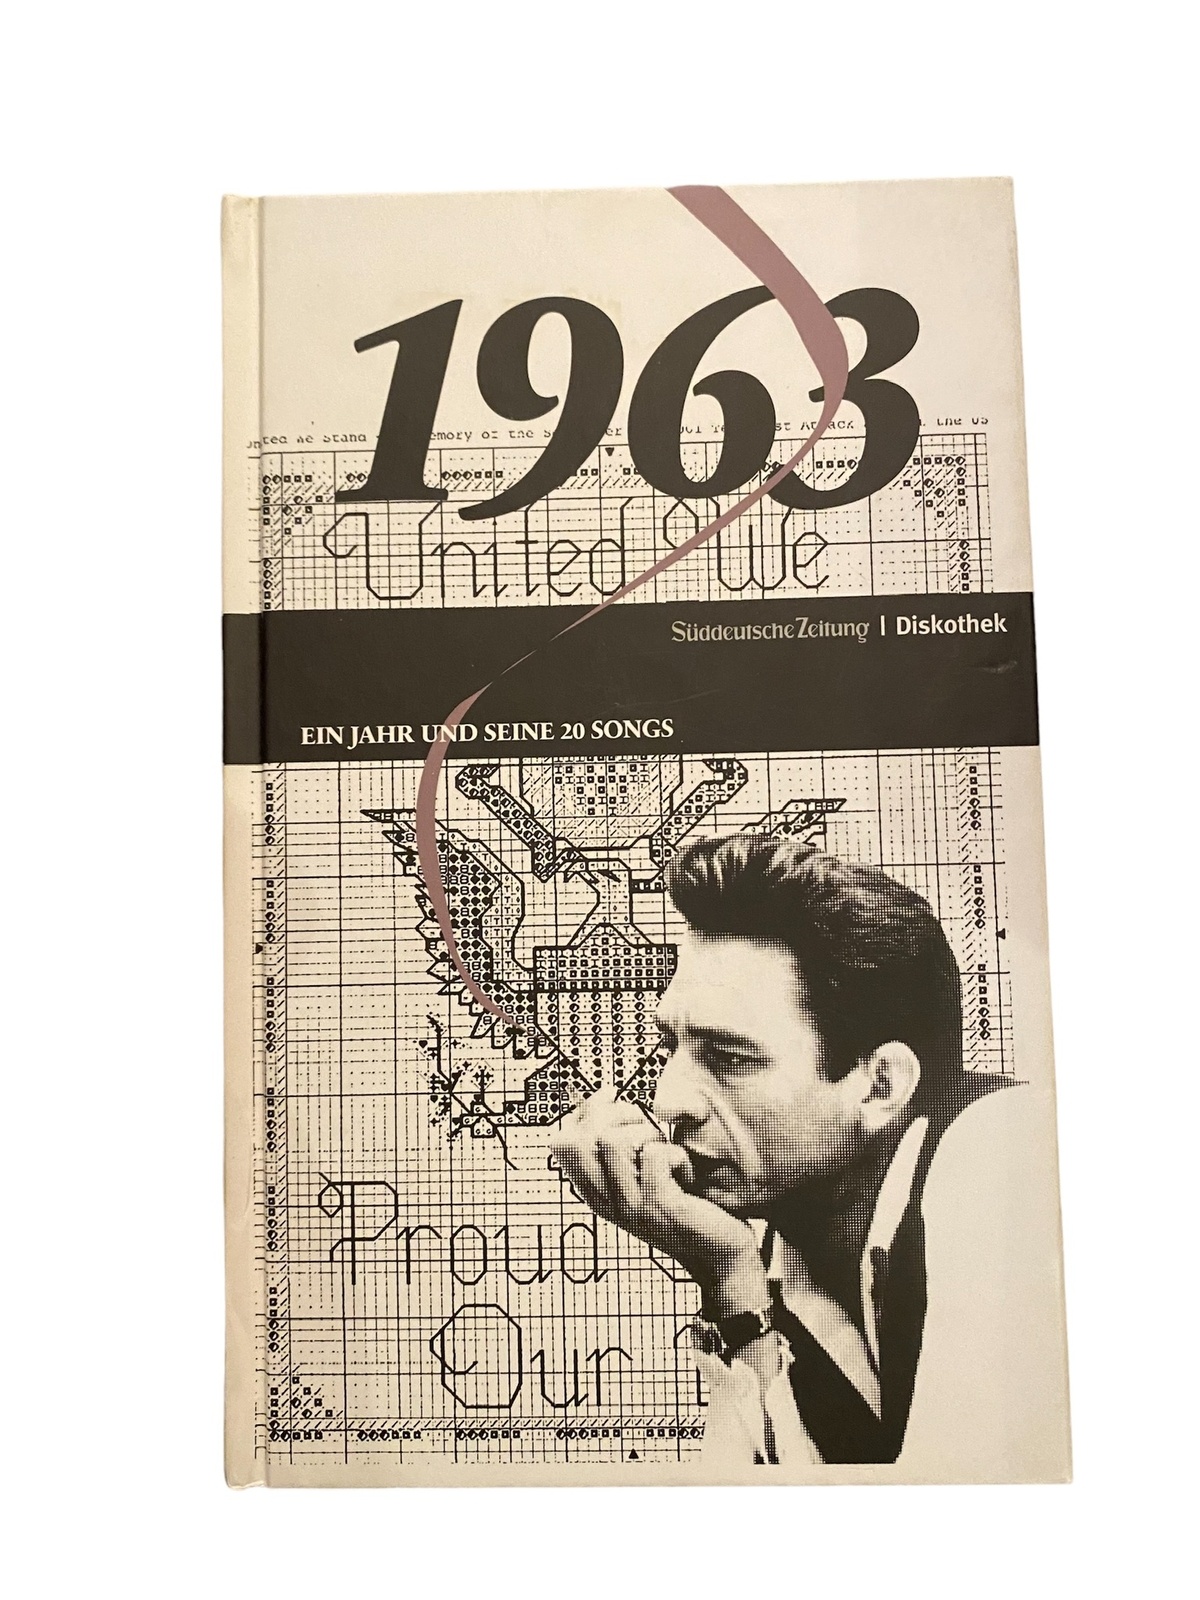 1963
United We
Süddeutsche Zeitung | Diskothek
EIN JAHR UND SEINE 20 SONGS
Proud
Our